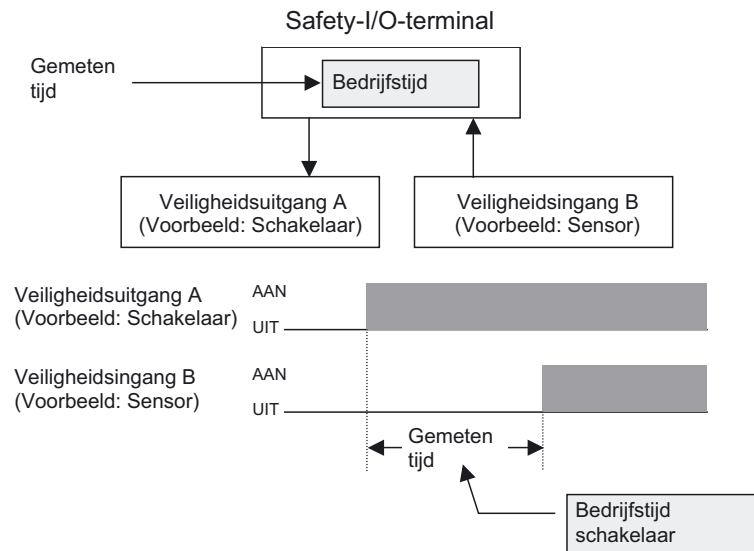 Safety-I/O-terminal
Gemeten
tijd
Bedrijfstijd
Veiligheidsuitgang A
(Voorbeeld: Schakelaar)
Veiligheidsingang B
(Voorbeeld: Sensor)
Veiligheidsuitgang A
(Voorbeeld: Schakelaar)
AAN
UIT
Veiligheidsingang B
(Voorbeeld: Sensor)
AAN
UIT
Gemeten
tijd
Bedrijfstijd
schakelaar